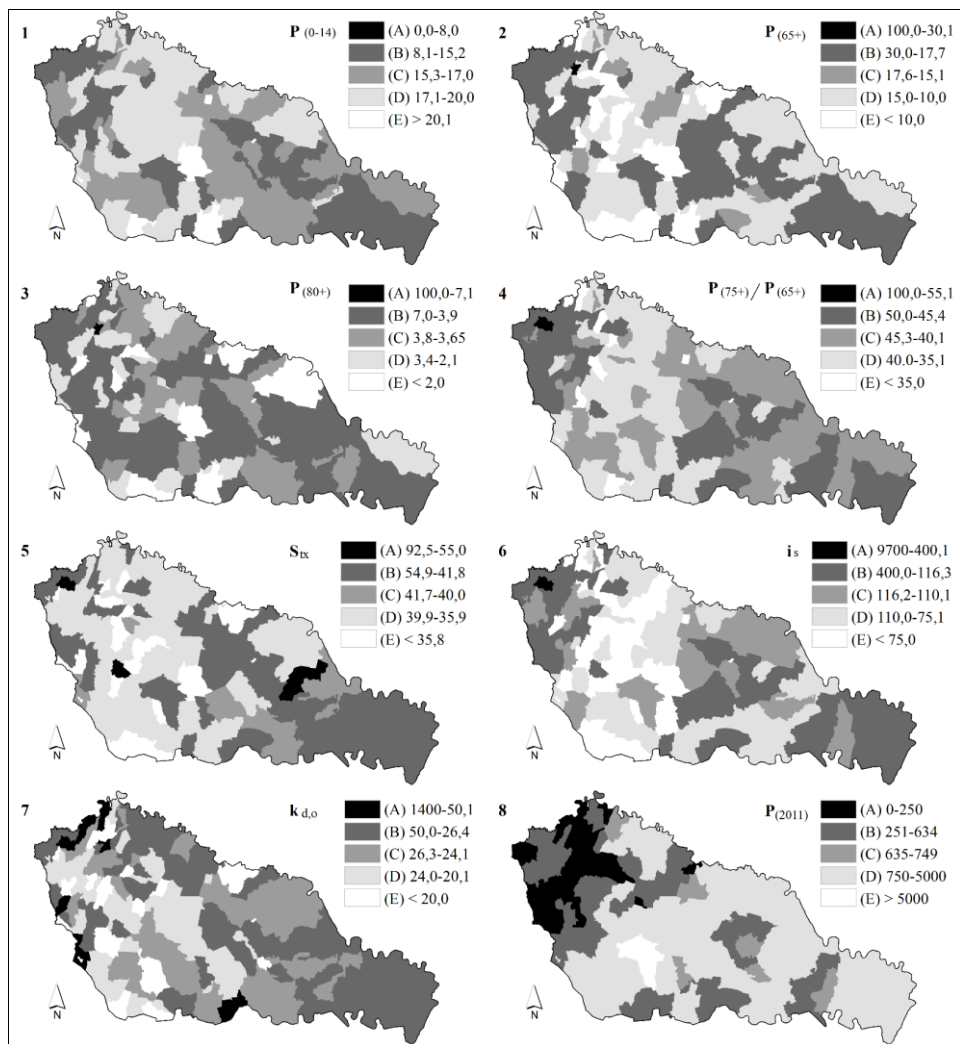 1
P (0-14)
(A) 0,0-8,0
(B) 8,1-15,2
(C) 15,3-17,0
(D) 17,1-20,0
(E) > 20,1
N
2
P (65+)
(A) 100,0-30,1
(B) 30,0-17,7
(C) 17,6-15,1
(D) 15,0-10,0
(E) < 10,0
N
3
P (80+)
(A) 100,0-7,1
(B) 7,0-3,9
(C) 3,8-3,65
(D) 3,4-2,1
(E) < 2,0
N
4
P (75+) / P (65+)
(A) 100,0-55,1
(B) 50,0-45,4
(C) 45,3-40,1
(D) 40.0-35,1
(E) < 35,0
N
5
S tx
(A) 92,5-55,0
(B) 54,9-41,8
(C) 41,7-40,0
(D) 39,9-35,9
(E) < 35,8
N
6
i s
(A) 9700-400,1
(B) 400,0-116,3
(C) 116,2-110,1
(D) 110,0-75,1
(E) < 75,0
N
7
k d,o
(A) 1400-50,1
(B) 50,0-26,4
(C) 26,3-24,1
(D) 24,0-20,1
(E) < 20,0
N
8
P (2011)
(A) 0-250
(B) 251-634
(C) 635-749
(D) 750-5000
(E) > 5000
N